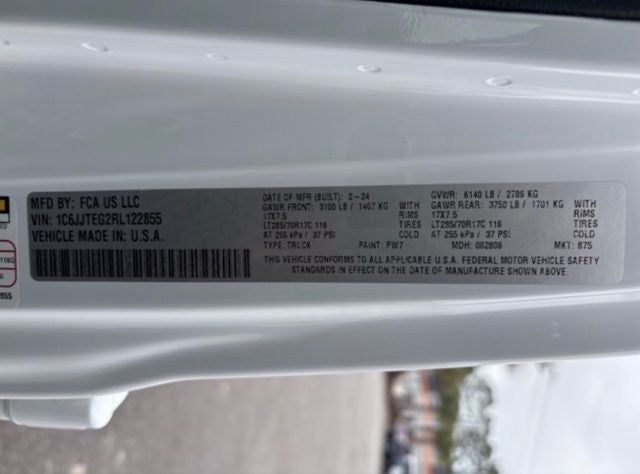 MFD BY: FCA US LLC
VIN: 1C6JJTEG2RL122855
VEHICLE MADE IN U.S.A.
DATE OF MFR (BUILT): 8-24 GVWR: 6140 LB / 2785 KG
GAWR FRONT: 3100 LB / 1407 KG WITH GAWR REAR: 3750 LB / 1701 KG WITH
17X7.5 RIMS 17X7.5 RIMS
LT285/70R17C 116 TIRES LT285/70R17C 116 TIRES
AT 255 kPa / 37 PSI COLD AT 255 kPa / 37 PSI COLD
TYPE: TRUCK PAINT: PW7 MDH: 082806 MKT: 875
THIS VEHICLE CONFORMS TO ALL APPLICABLE U.S.A. FEDERAL MOTOR VEHICLE SAFETY
STANDARDS IN EFFECT ON THE DATE OF MANUFACTURE SHOWN ABOVE.